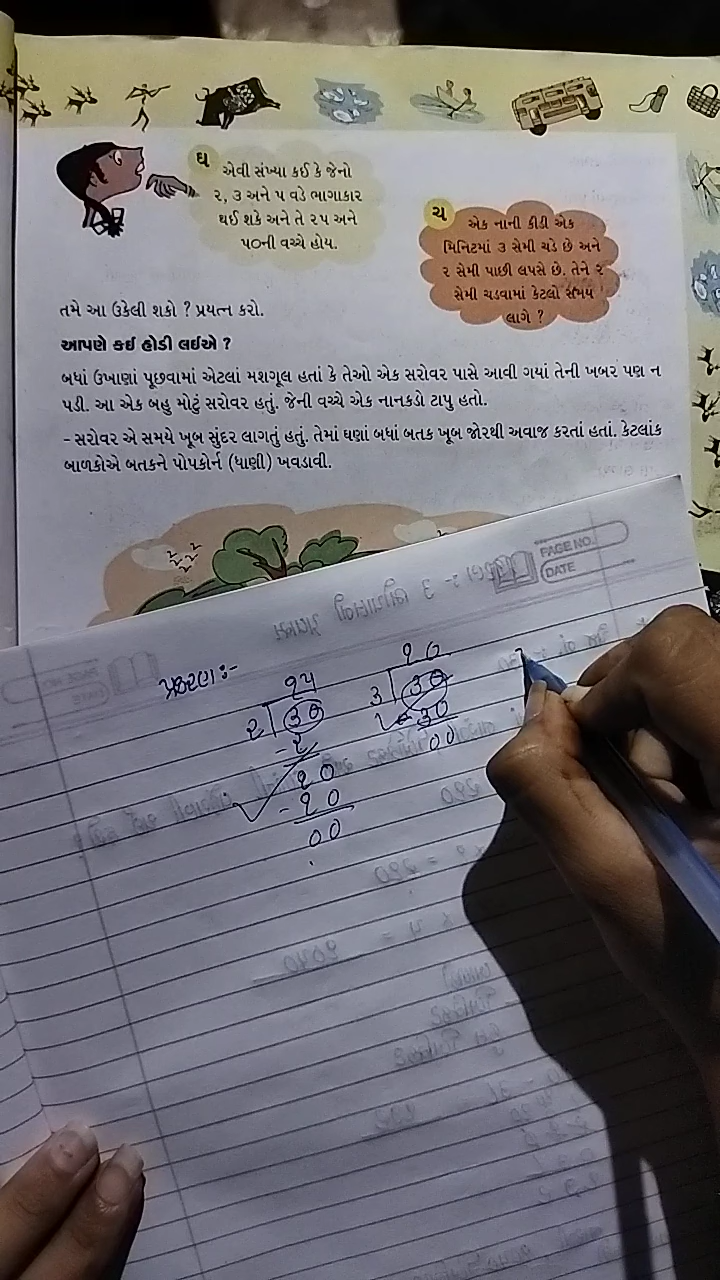 ઘ
એવી સંખ્યા કઈ કે જેનો
૨, ૩ અને ૫ વડે ભાગાકાર
થઈ શકે અને તે ૨૫ અને
૫૦ની વચ્ચે હોય.
ચ
એક નાની કીડી એક
મિનિટમાં ૩ સેમી ચડે છે અને
૨ સેમી પાછી લપસે છે. તેને ૨
સેમી ચડવામાં કેટલો સમય
લાગે ?
તમે આ ઉકેલી શકો ? પ્રયત્ન કરો.
આપણે કઈ હોડી લઈએ ?
બધાં ઉખાણાં પૂછવામાં એટલાં મશગૂલ હતાં કે તેઓ એક સરોવર પાસે આવી ગયાં તેની ખબર પણ ન
પડી. આ એક બહુ મોટું સરોવર હતું. જેની વચ્ચે એક નાનકડો ટાપુ હતો.
- સરોવર એ સમયે ખૂબ સુંદર લાગતું હતું. તેમાં ઘણાં બધાં બતક ખૂબ જોરથી અવાજ કરતાં હતાં. કેટલાંક
બાળકોએ બતકને પોપકોર્ન (ધાણી) ખવડાવી.
PAGE NO.
DATE
૧૫
૨ ૩૦
- ૨
૧૦
- ૧૦
૦૦
૧૦
૩ ૩૦
- ૩૦
૦૦